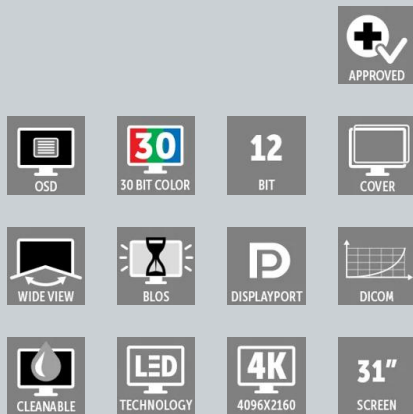 APPROVED
30
12
OSD
30 BIT COLOR
BIT
COVER
WIDE VIEW
BLOS
DISPLAYPORT
DICOM
LED
4K
31"
CLEANABLE
TECHNOLOGY
4096X2160
SCREEN